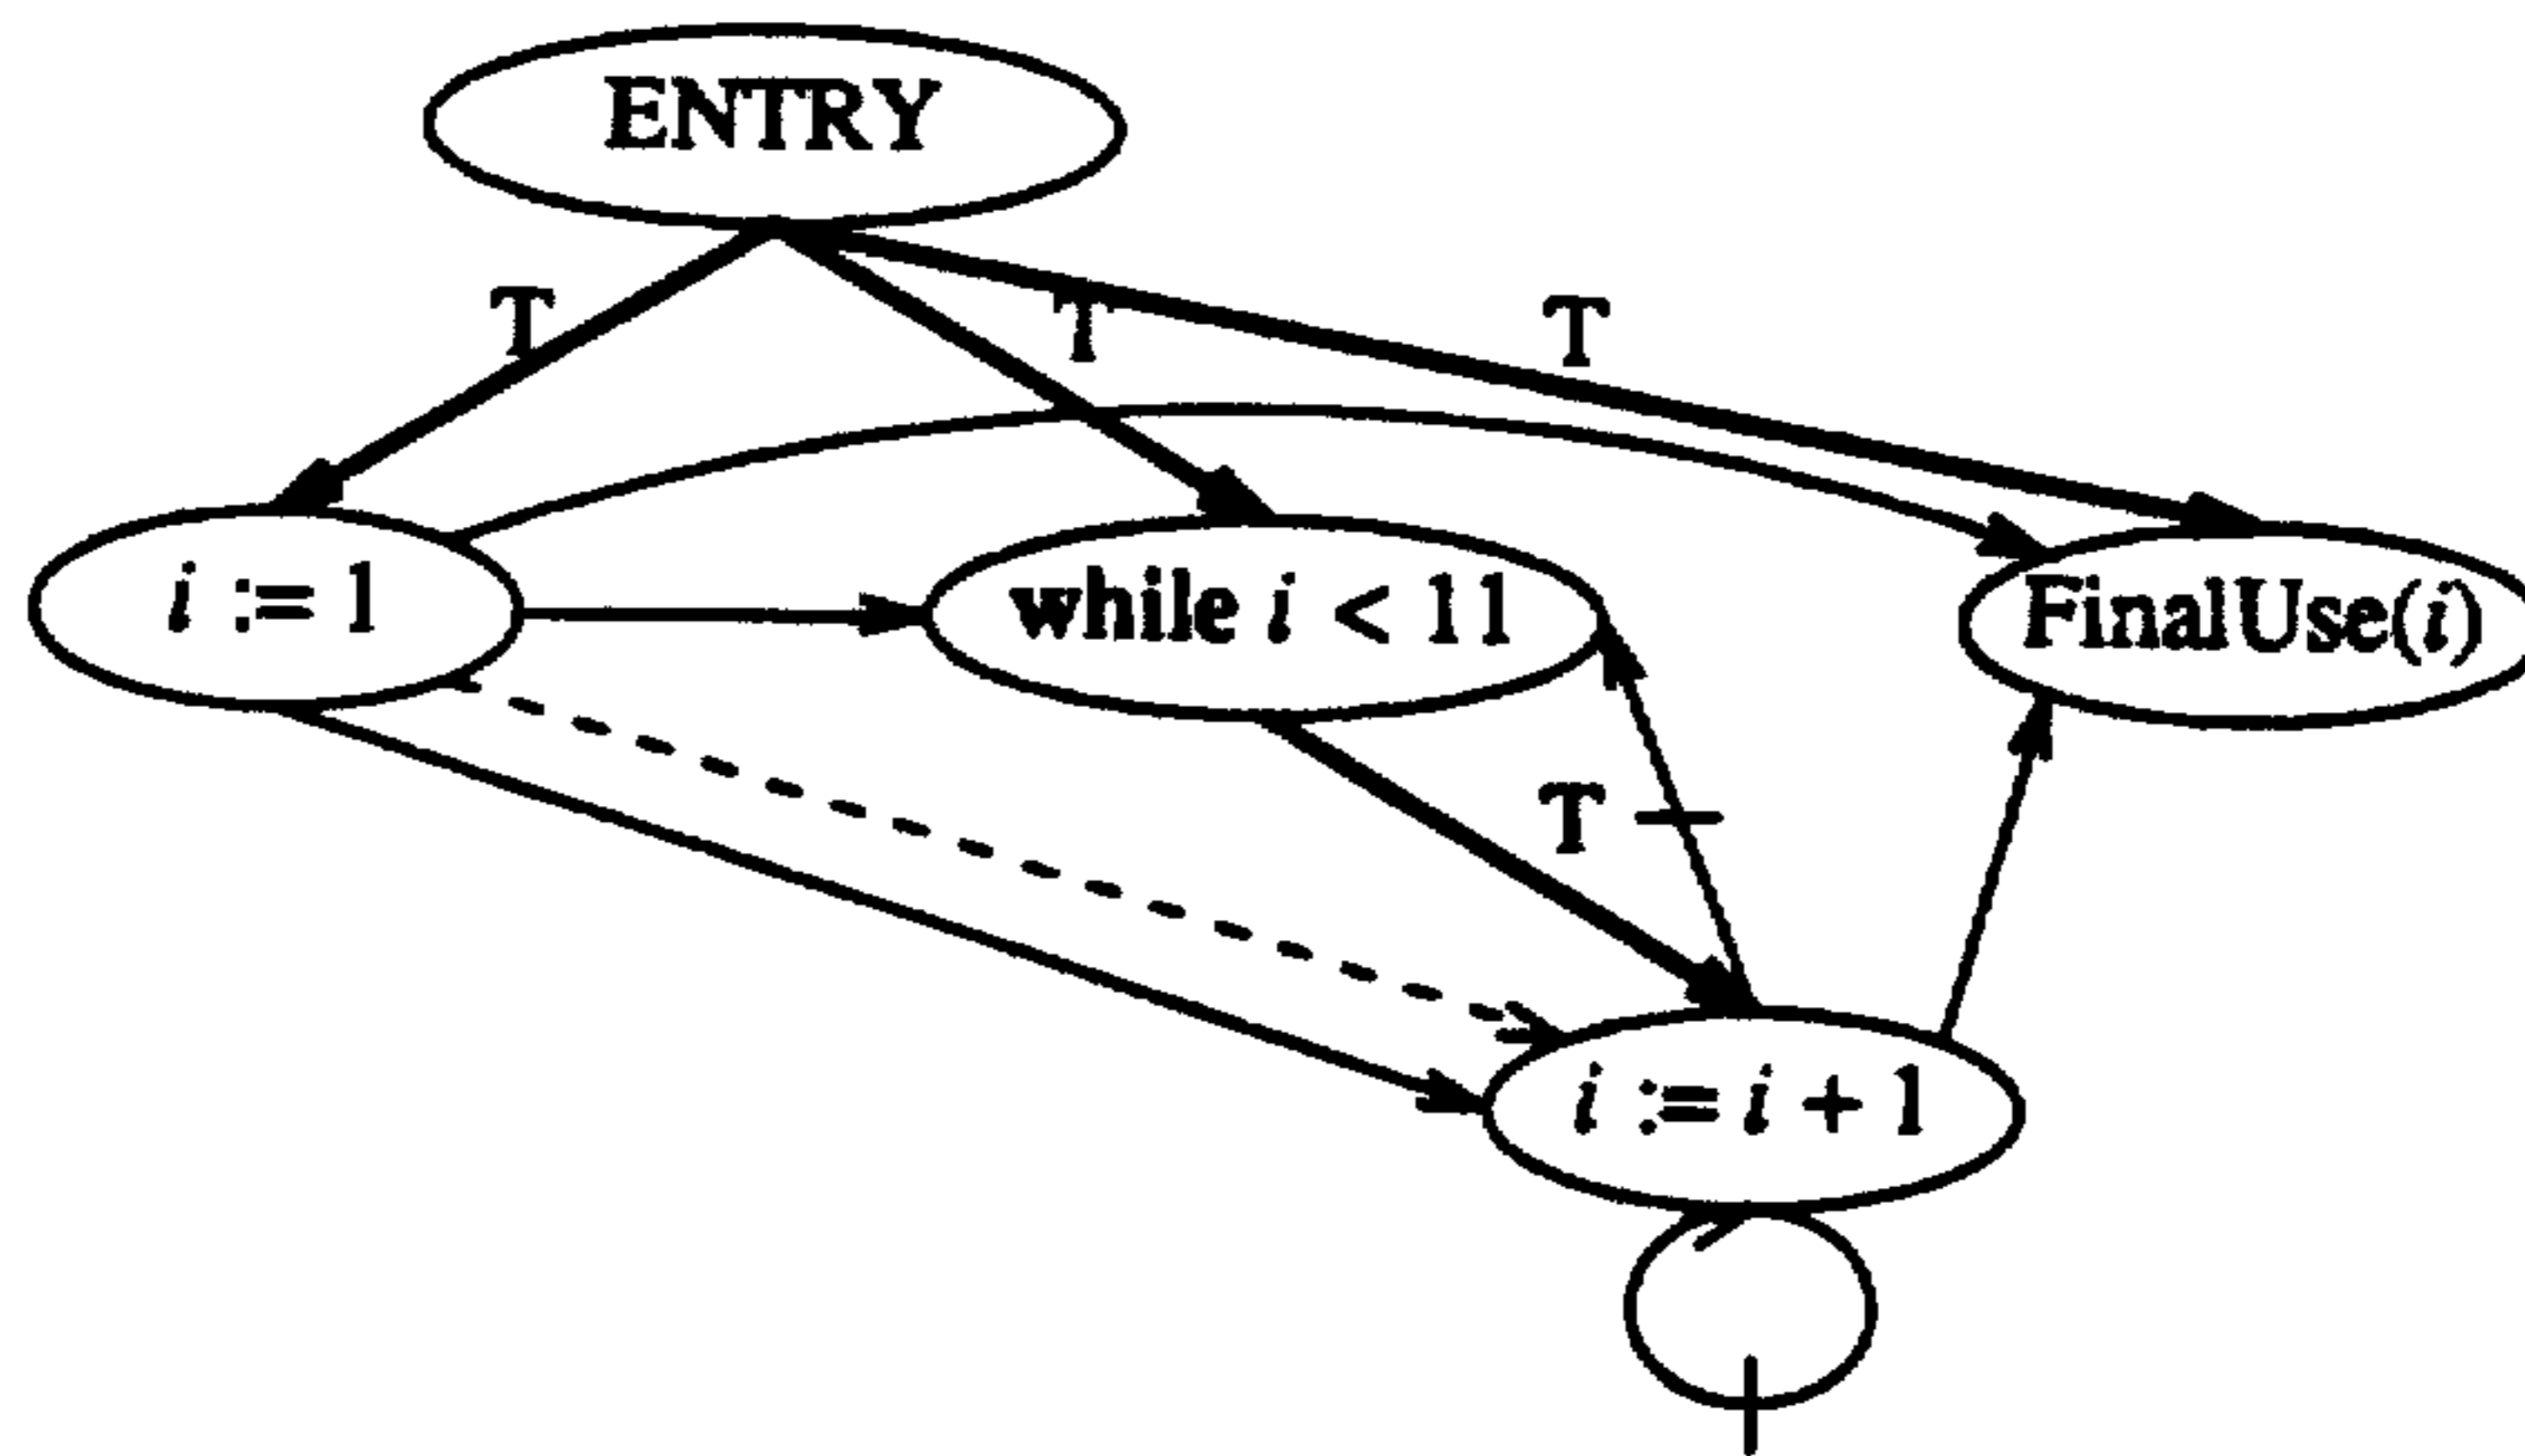 ENTRY
T T T
i := 1 while i < 11 FinalUse(i)
T
i := i + 1